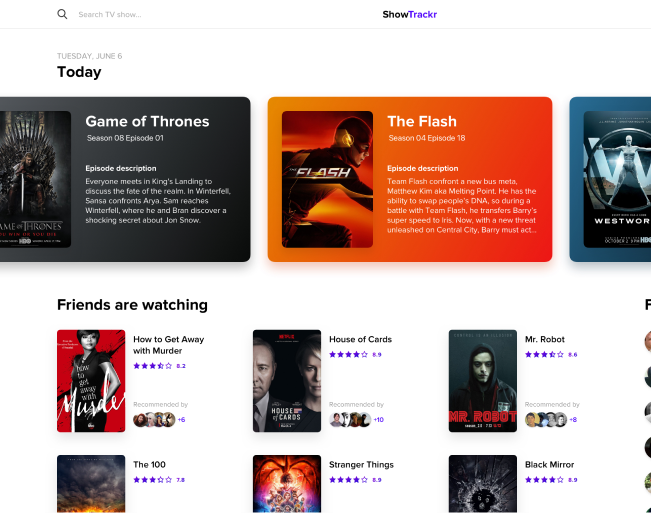 Search TV show...
ShowTrackr
TUESDAY, JUNE 6
Today
Game of Thrones
Season 08 Episode 01
Episode description
Everyone meets in King's Landing to
discuss the fate of the realm. In Winterfell,
Sansa confronts Arya. Sam reaches
Winterfell, where he and Bran discover a
shocking secret about Jon Snow.
AME OF THRONES
HBO
THE FLASH
The Flash
Season 04 Episode 18
Episode description
Team Flash confront a new bus meta,
Matthew Kim aka Melting Point. He has the
ability to swap people's DNA, so during a
battle with Team Flash, he transfers Barry's
super speed to Iris. Now, with a new threat
unleashed on Central City, Barry must act...
WESTWOR
HBO
Friends are watching
F
how
to
get
away
with
Murder
abc
How to Get Away
with Murder
8.2
Recommended by
+6
NETFLIX
HOUSE
of CARDS
House of Cards
8.9
Recommended by
+10
MR. ROBOT
Mr. Robot
8.6
Recommended by
+8
The 100
7.8
Stranger Things
8.9
Black Mirror
8.9